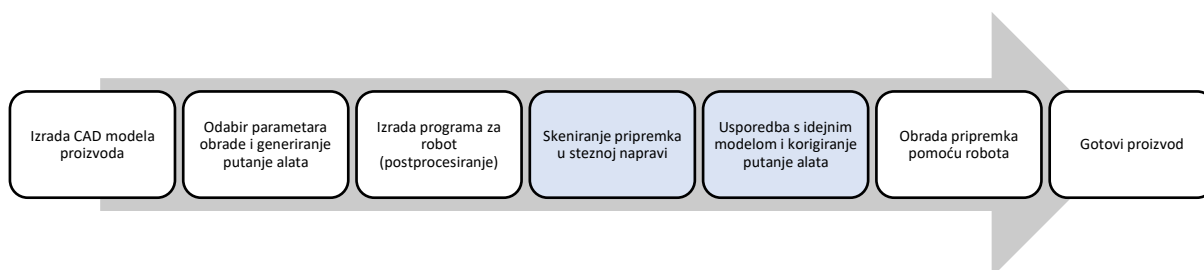 Izrada CAD modela
proizvoda
Odabir parametara
obrade i generiranje
putanje alata
Izrada programa za
robot
(postprocesiranje)
Skeniranje pripremka
u steznoj napravi
Usporedba s idejnim
modelom i korigiranje
putanje alata
Obrada pripremka
pomoću robota
Gotovi proizvod